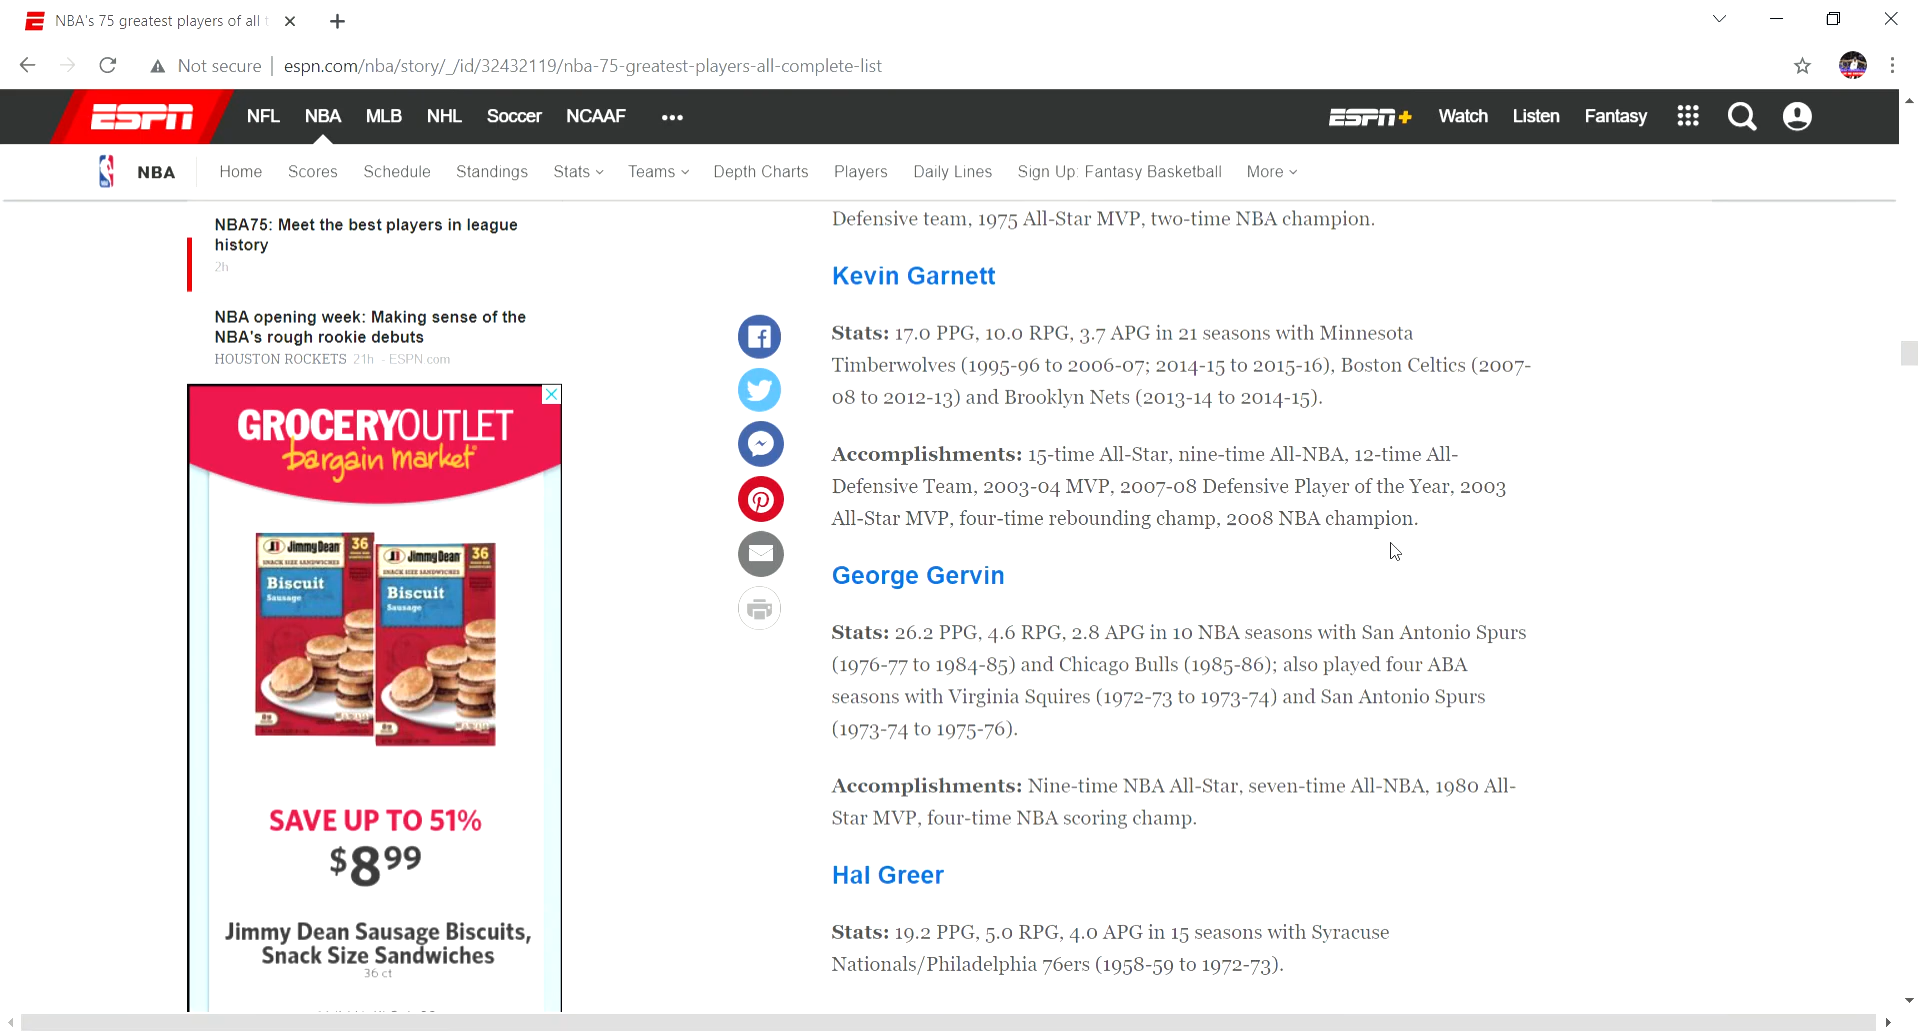 NBA's 75 greatest players of all t
Not secure
espn.com/nba/story/_/id/32432119/nba-75-greatest-players-all-complete-list
ESPN
NFL
NBA
MLB
NHL
Soccer
NCAAF
ESPN+
Watch
Listen
Fantasy
NBA
Home
Scores
Schedule
Standings
Stats
Teams
Depth Charts
Players
Daily Lines
Sign Up: Fantasy Basketball
More
NBA75: Meet the best players in league
history
2h
NBA opening week: Making sense of the
NBA's rough rookie debuts
HOUSTON ROCKETS 21h - ESPN.com
GROCERY OUTLET
bargain market
Jimmy Dean
36
SNACK SIZE SANDWICHES
Biscuit
Sausage
Jimmy Dean
36
SNACK SIZE SANDWICHES
Biscuit
Sausage
SAVE UP TO 51%
$8.99
Jimmy Dean Sausage Biscuits,
Snack Size Sandwiches
36 ct
Defensive team, 1975 All-Star MVP, two-time NBA champion.
Kevin Garnett
Stats: 17.0 PPG, 10.0 RPG, 3.7 APG in 21 seasons with Minnesota
Timberwolves (1995-96 to 2006-07; 2014-15 to 2015-16), Boston Celtics (2007-
08 to 2012-13) and Brooklyn Nets (2013-14 to 2014-15).
Accomplishments: 15-time All-Star, nine-time All-NBA, 12-time All-
Defensive Team, 2003-04 MVP, 2007-08 Defensive Player of the Year, 2003
All-Star MVP, four-time rebounding champ, 2008 NBA champion.
George Gervin
Stats: 26.2 PPG, 4.6 RPG, 2.8 APG in 10 NBA seasons with San Antonio Spurs
(1976-77 to 1984-85) and Chicago Bulls (1985-86); also played four ABA
seasons with Virginia Squires (1972-73 to 1973-74) and San Antonio Spurs
(1973-74 to 1975-76).
Accomplishments: Nine-time NBA All-Star, seven-time All-NBA, 1980 All-
Star MVP, four-time NBA scoring champ.
Hal Greer
Stats: 19.2 PPG, 5.0 RPG, 4.0 APG in 15 seasons with Syracuse
Nationals/Philadelphia 76ers (1958-59 to 1972-73).